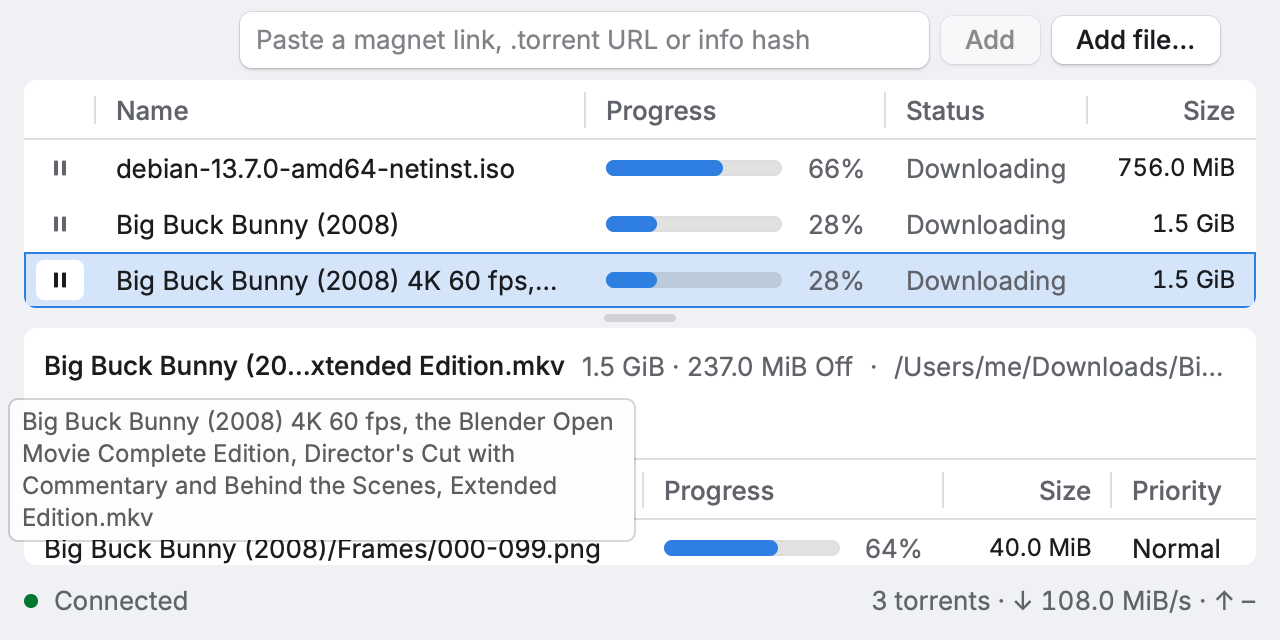 Paste a magnet link, .torrent URL or info hash Add Add file...
Name Progress Status Size
debian-13.7.0-amd64-netinst.iso 66% Downloading 756.0 MiB
Big Buck Bunny (2008) 28% Downloading 1.5 GiB
Big Buck Bunny (2008) 4K 60 fps,... 28% Downloading 1.5 GiB
Big Buck Bunny (20...xtended Edition.mkv 1.5 GiB · 237.0 MiB Off · /Users/me/Downloads/Bi...
Big Buck Bunny (2008) 4K 60 fps, the Blender Open
Movie Complete Edition, Director's Cut with
Commentary and Behind the Scenes, Extended
Edition.mkv
Progress Size Priority
Big Buck Bunny (2008)/Frames/000-099.png 64% 40.0 MiB Normal
Connected 3 torrents · ↓ 108.0 MiB/s · ↑ –